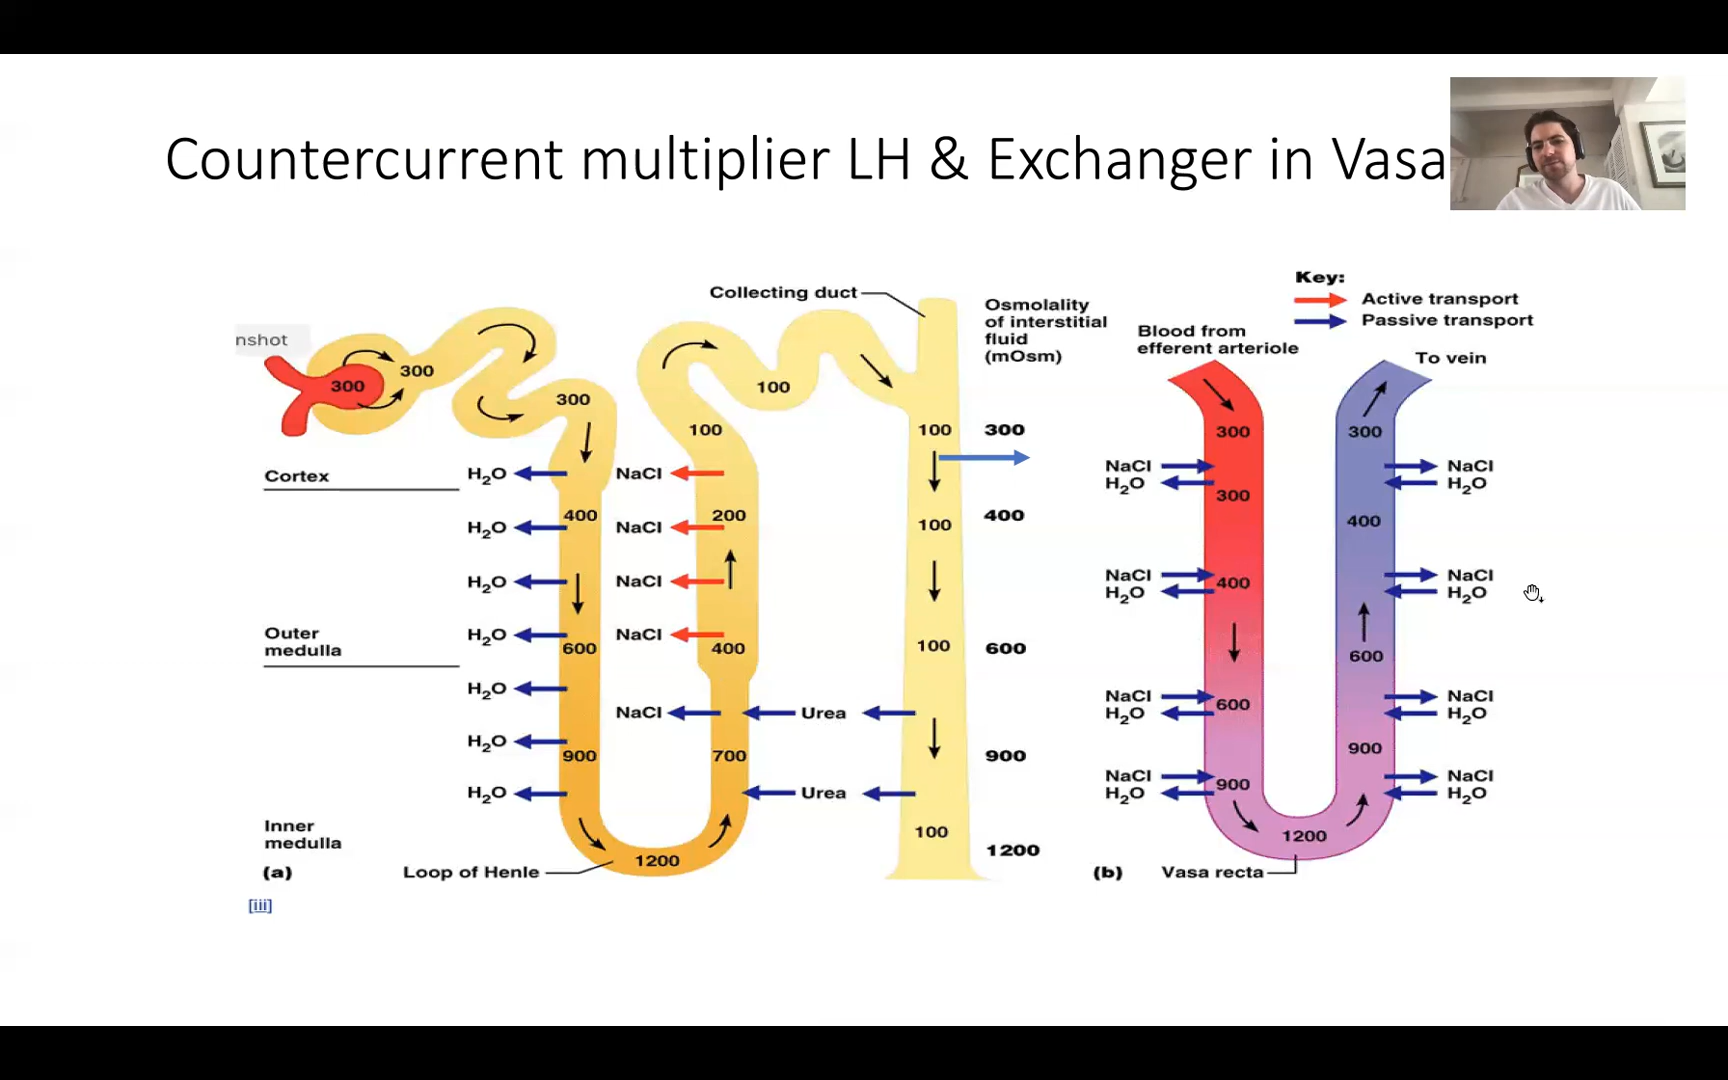 Countercurrent multiplier LH & Exchanger in Vasa
Key:
Active transport
Passive transport
nshot
Collecting duct
Osmolality
of interstitial
fluid
(mOsm)
Blood from
efferent arteriole
To vein
300
300
300
100
100
Cortex
H₂O
H₂O
H₂O
H₂O
H₂O
H₂O
H₂O
400
600
900
1200
NaCl
NaCl
NaCl
NaCl
NaCl
200
400
700
Urea
Urea
100
100
100
100
300
400
600
900
1200
Outer
medulla
Inner
medulla
(a)
Loop of Henle
[iii]
NaCl
H₂O
NaCl
H₂O
NaCl
H₂O
NaCl
H₂O
300
300
400
600
900
1200
300
400
600
900
NaCl
H₂O
NaCl
H₂O
NaCl
H₂O
NaCl
H₂O
(b)
Vasa recta